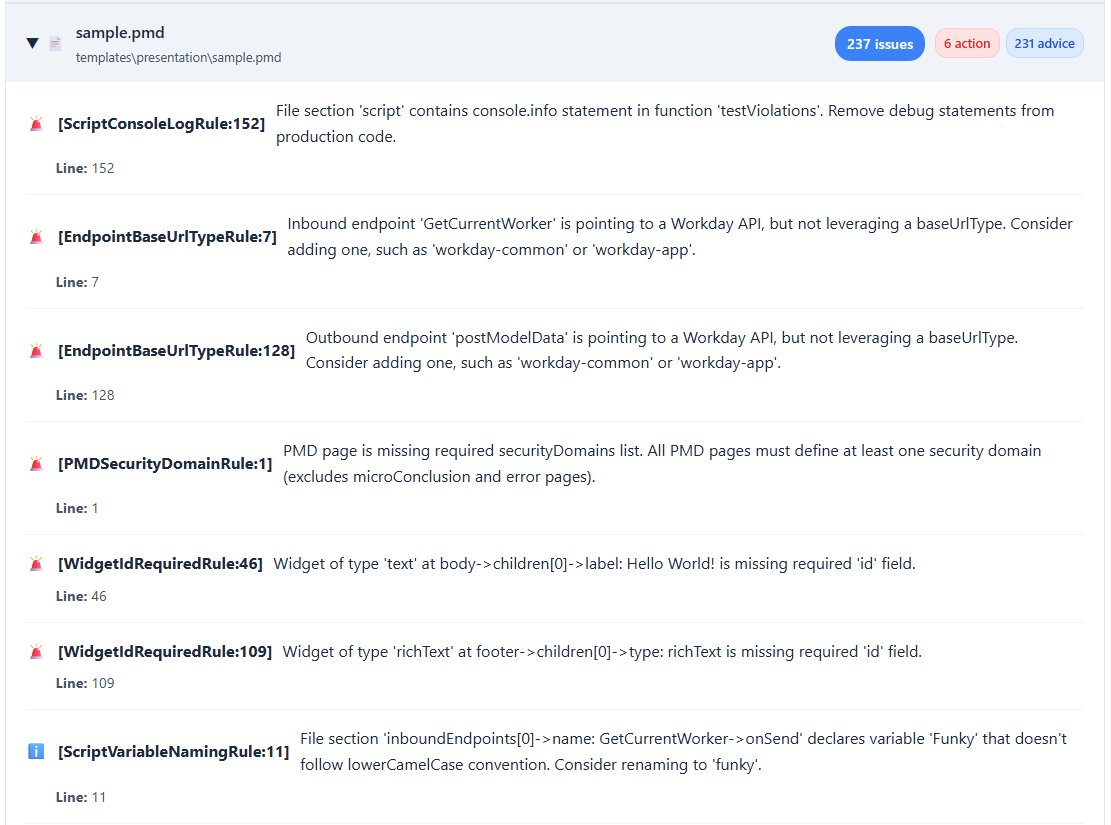 sample.pmd
templates\presentation\sample.pmd
237 issues
6 action
231 advice
[ScriptConsoleLogRule:152]
File section 'script' contains console.info statement in function 'testViolations'. Remove debug statements from
production code.
Line: 152
[EndpointBaseUrlTypeRule:7]
Inbound endpoint 'GetCurrentWorker' is pointing to a Workday API, but not leveraging a baseUrlType. Consider
adding one, such as 'workday-common' or 'workday-app'.
Line: 7
[EndpointBaseUrlTypeRule:128]
Outbound endpoint 'postModelData' is pointing to a Workday API, but not leveraging a baseUrlType.
Consider adding one, such as 'workday-common' or 'workday-app'.
Line: 128
[PMDSecurityDomainRule:1]
PMD page is missing required securityDomains list. All PMD pages must define at least one security domain
(excludes microConclusion and error pages).
Line: 1
[WidgetIdRequiredRule:46] Widget of type 'text' at body->children[0]->label: Hello World! is missing required 'id' field.
Line: 46
[WidgetIdRequiredRule:109] Widget of type 'richText' at footer->children[0]->type: richText is missing required 'id' field.
Line: 109
[ScriptVariableNamingRule:11]
File section 'inboundEndpoints[0]->name: GetCurrentWorker->onSend' declares variable 'Funky' that doesn't
follow lowerCamelCase convention. Consider renaming to 'funky'.
Line: 11